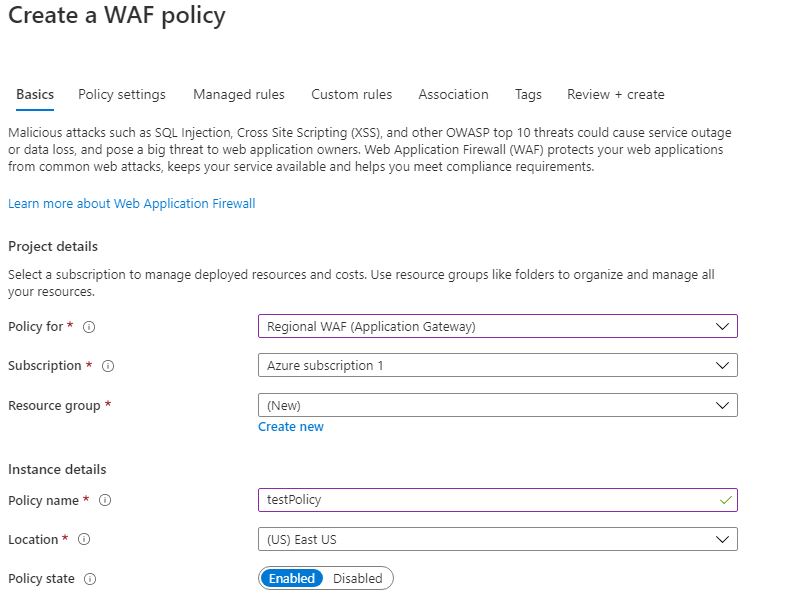 Create a WAF policy
Basics Policy settings Managed rules Custom rules Association Tags Review + create
Malicious attacks such as SQL Injection, Cross Site Scripting (XSS), and other OWASP top 10 threats could cause service outage
or data loss, and pose a big threat to web application owners. Web Application Firewall (WAF) protects your web applications
from common web attacks, keeps your service available and helps you meet compliance requirements.
Learn more about Web Application Firewall
Project details
Select a subscription to manage deployed resources and costs. Use resource groups like folders to organize and manage all
your resources.
Policy for * Regional WAF (Application Gateway)
Subscription * Azure subscription 1
Resource group * (New)
Create new
Instance details
Policy name * testPolicy
Location * (US) East US
Policy state Enabled Disabled